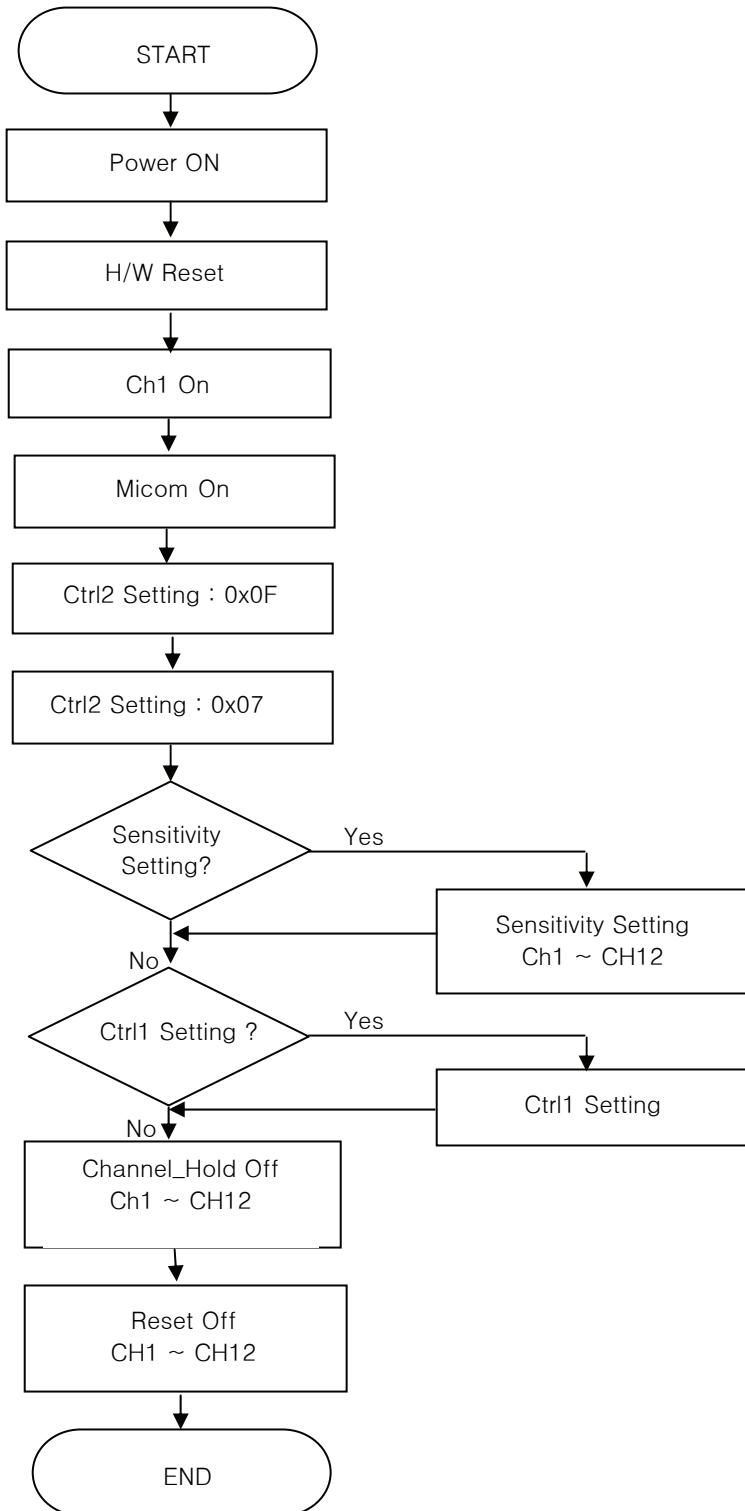 START
Power ON
H/W Reset
Ch1 On
Micom On
Ctrl2 Setting : 0x0F
Ctrl2 Setting : 0x07
Sensitivity
Setting?
Yes
Sensitivity Setting
Ch1 ~ CH12
No
Ctrl1 Setting ?
Yes
Ctrl1 Setting
No
Channel_Hold Off
Ch1 ~ CH12
Reset Off
CH1 ~ CH12
END